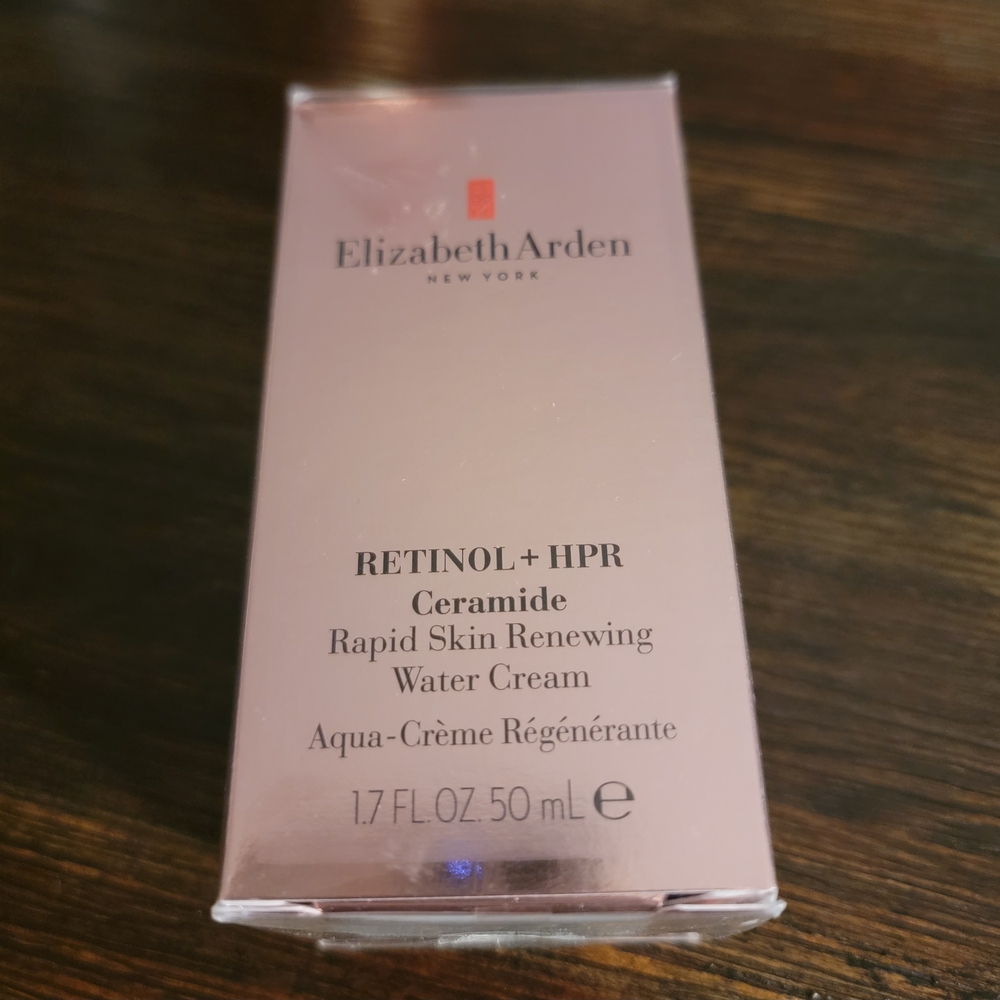 Elizabeth Arden
NEW YORK
RETINOL + HPR
Ceramide
Rapid Skin Renewing
Water Cream
Aqua-Crème Régénérante
1.7 FL.OZ. 50 mL ℮